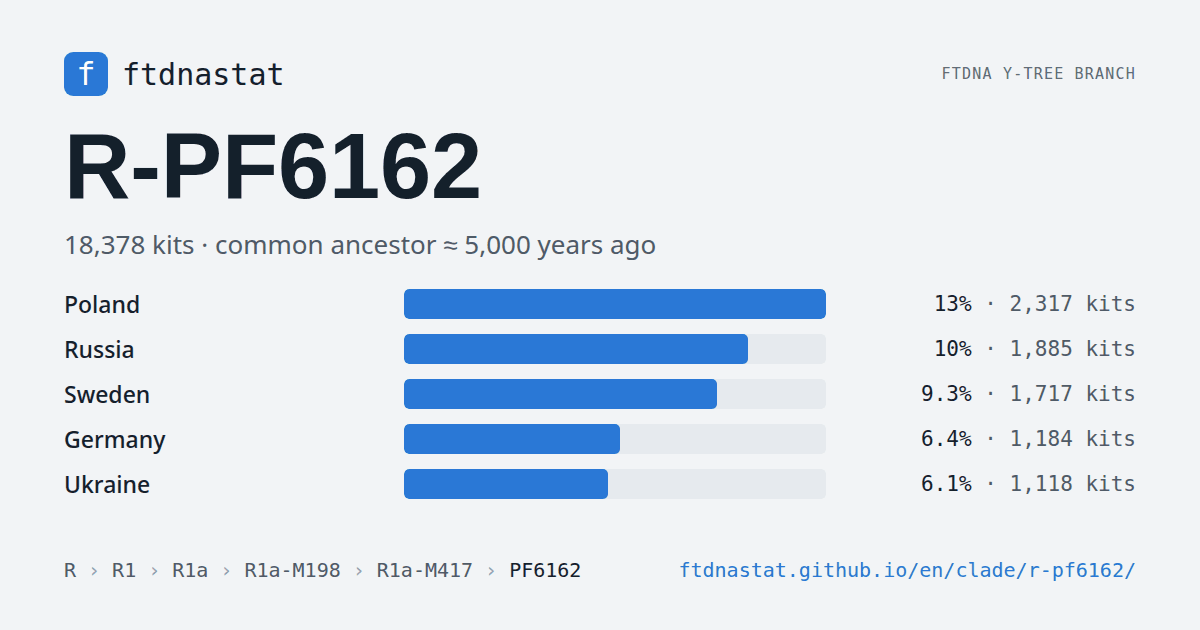 f ftdnastat
FTDNA Y-TREE BRANCH
R-PF6162
18,378 kits · common ancestor ≈ 5,000 years ago
Poland 13% · 2,317 kits
Russia 10% · 1,885 kits
Sweden 9.3% · 1,717 kits
Germany 6.4% · 1,184 kits
Ukraine 6.1% · 1,118 kits
R › R1 › R1a › R1a-M198 › R1a-M417 › PF6162
ftdnastat.github.io/en/clade/r-pf6162/